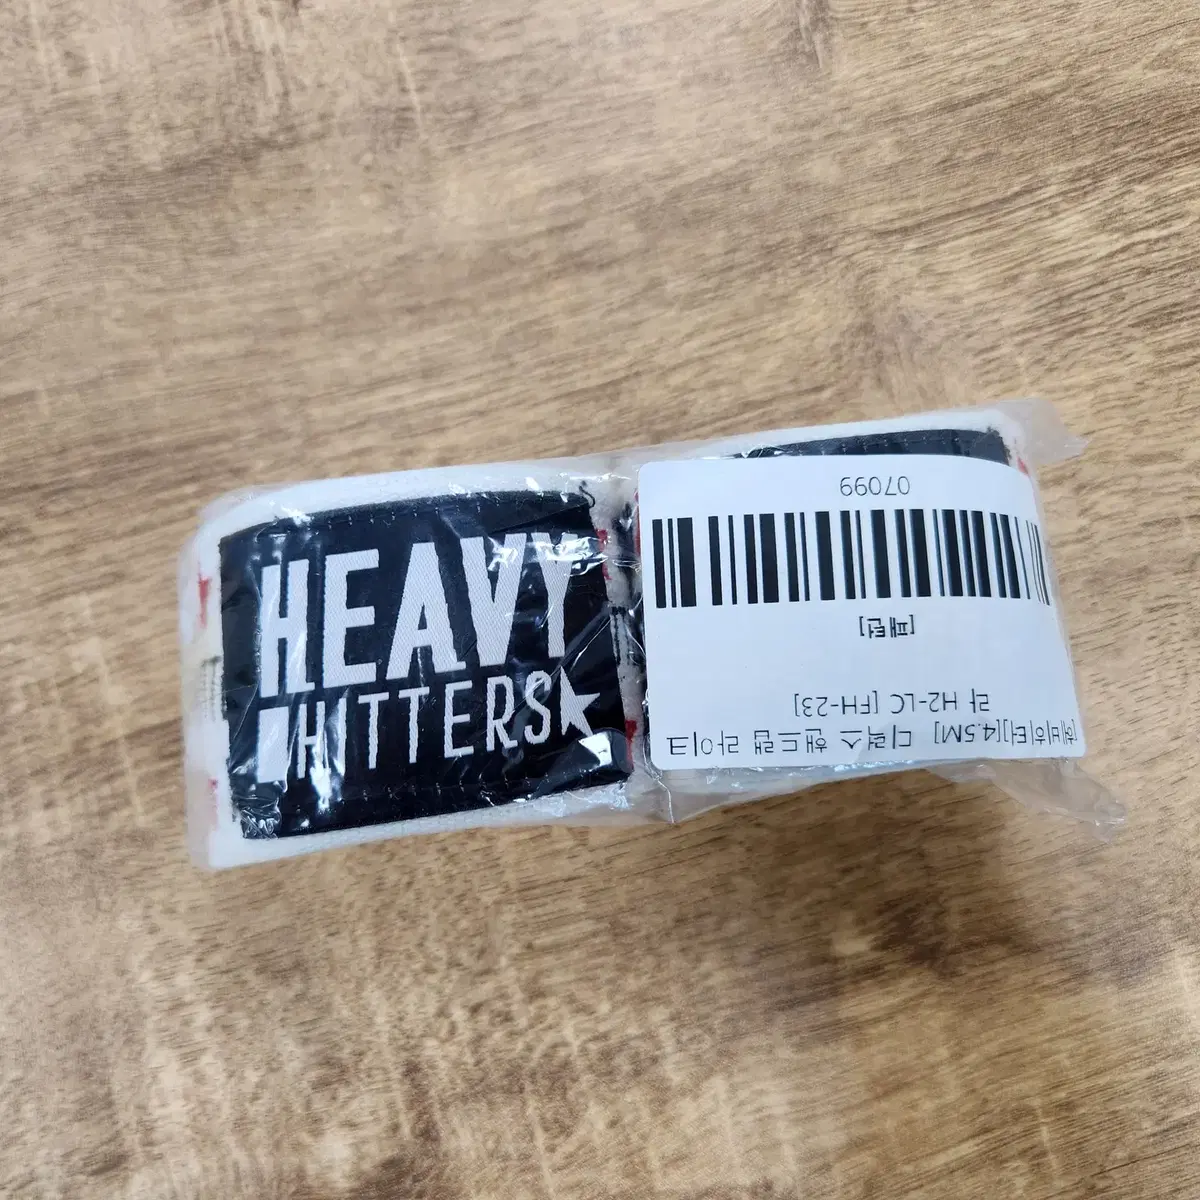 HEAVY
HITTERS
[헤비히터][4.5M] 디럭스 핸드랩 라이크
라 H2-LC [FH-23]
[패턴]
07099